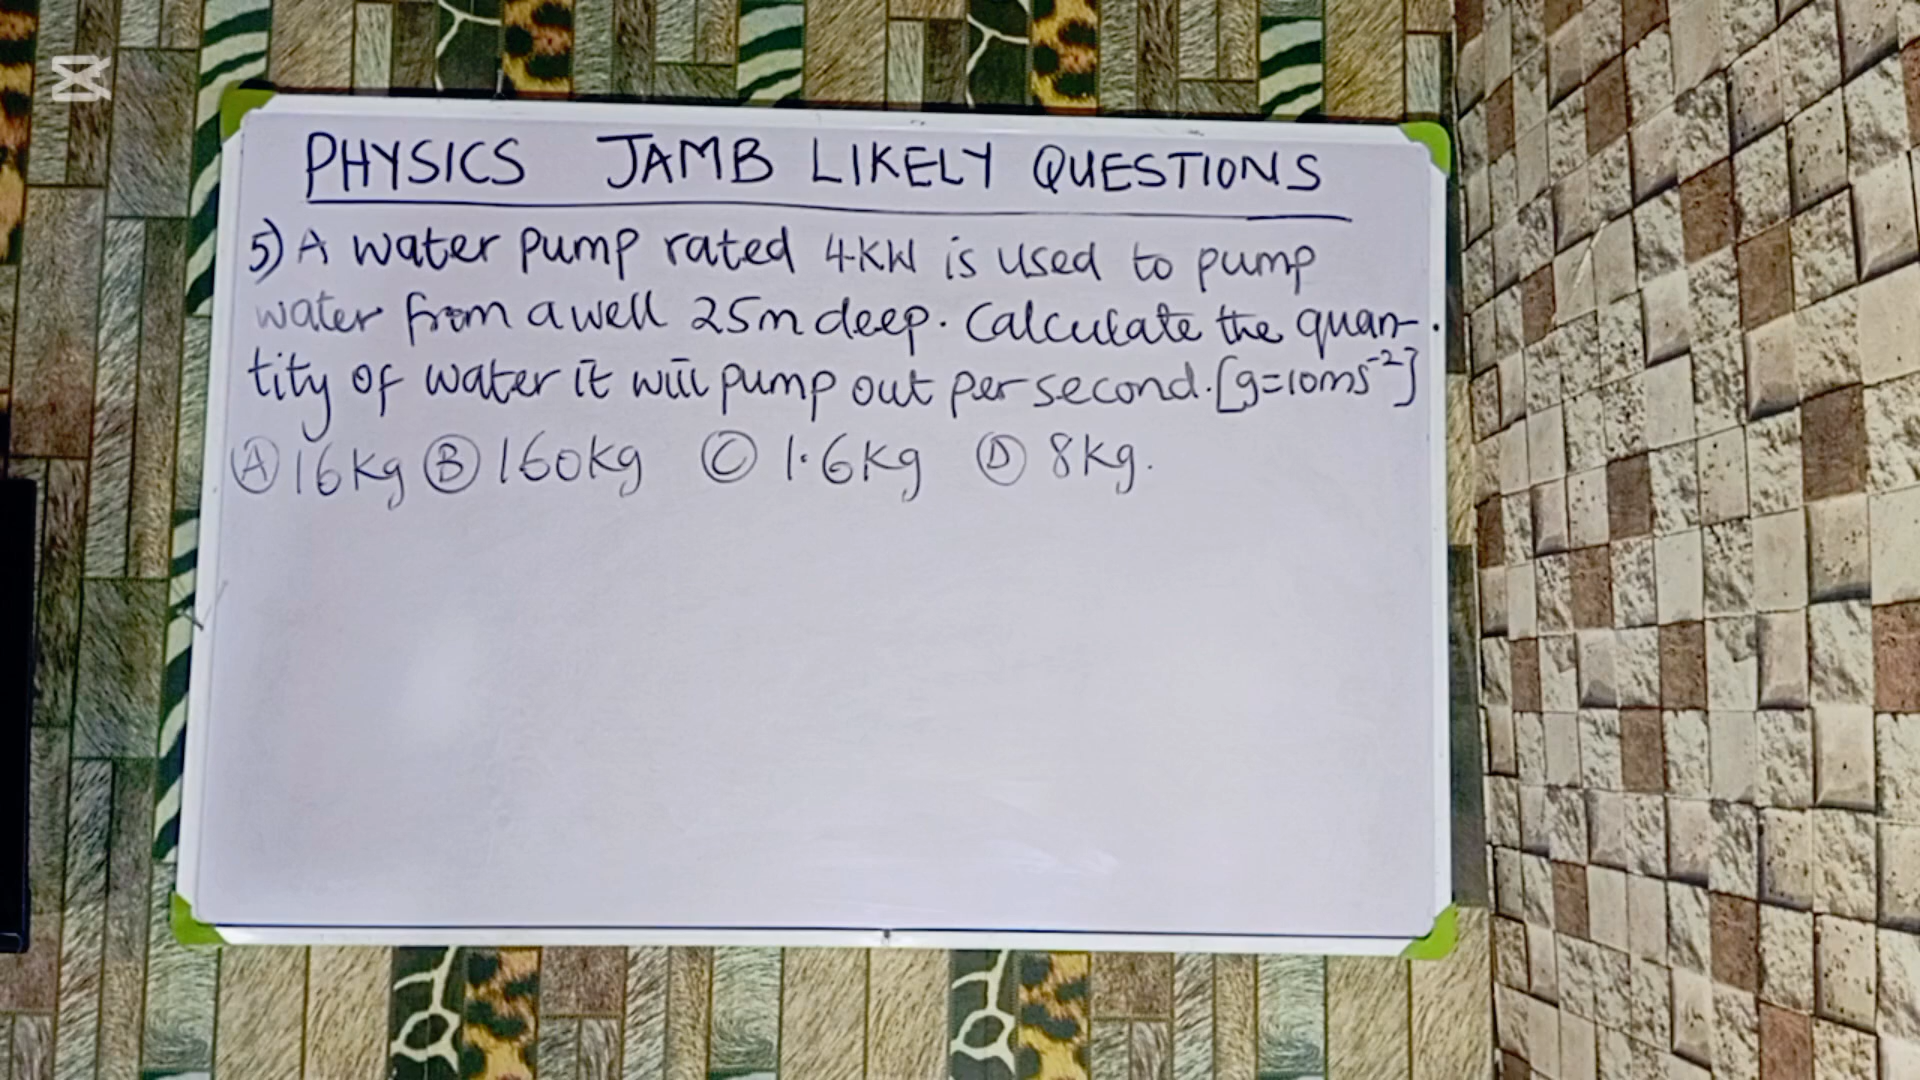 PHYSICS JAMB LIKELY QUESTIONS
5) A water pump rated 4KW is used to pump
water from a well 25m deep. Calculate the quan-
tity of water it will pump out per second.[g=10ms⁻²]
Ⓐ 16kg Ⓑ 160kg Ⓒ 1.6kg Ⓓ 8kg.